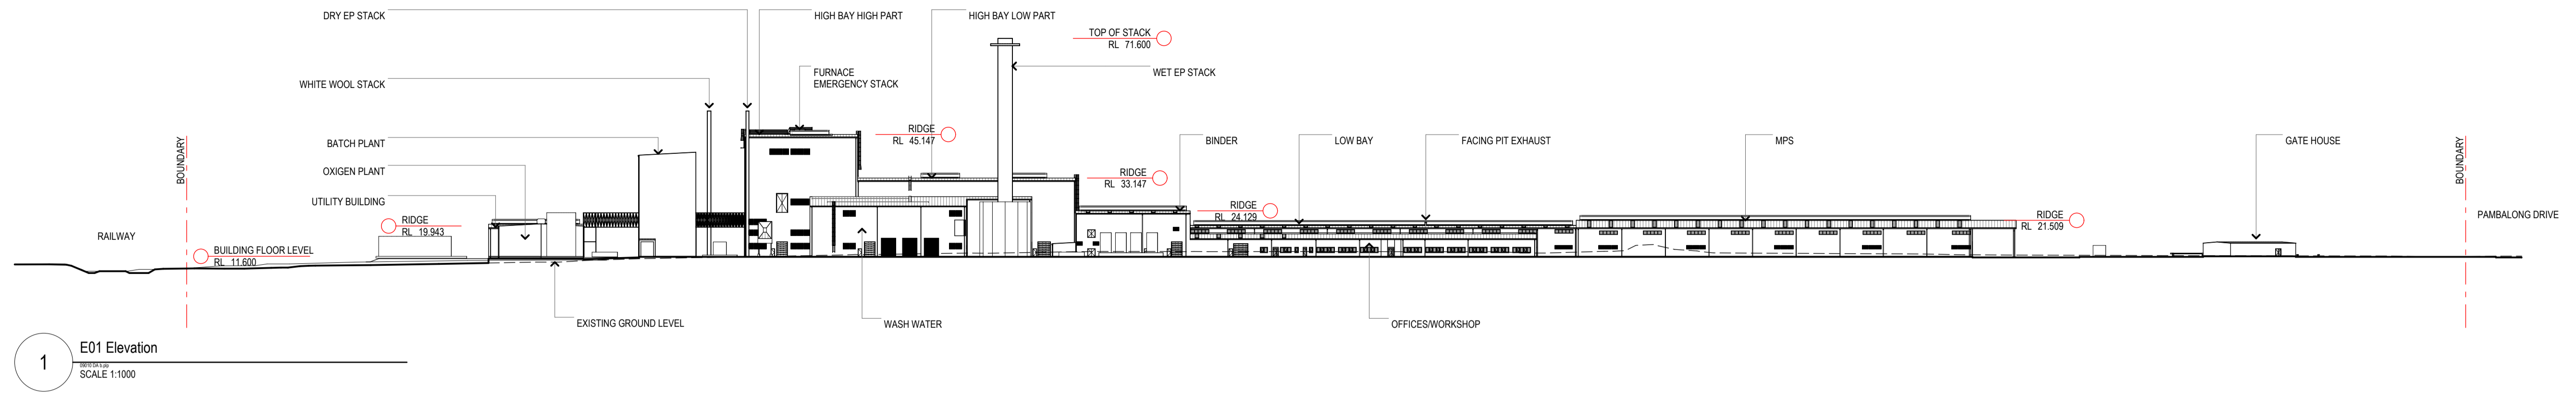 DRY EP STACK
HIGH BAY HIGH PART
HIGH BAY LOW PART
TOP OF STACK
RL 71.600
WHITE WOOL STACK
FURNACE
EMERGENCY STACK
WET EP STACK
BOUNDARY
BATCH PLANT
RIDGE
RL 45.147
BINDER
LOW BAY
FACING PIT EXHAUST
MPS
GATE HOUSE
BOUNDARY
OXIGEN PLANT
RIDGE
RL 33.147
UTILITY BUILDING
RIDGE
RL 24.129
RIDGE
RL 21.509
PAMBALONG DRIVE
RIDGE
RL 19.943
RAILWAY
BUILDING FLOOR LEVEL
RL 11.600
EXISTING GROUND LEVEL
WASH WATER
OFFICES/WORKSHOP
1
E01 Elevation
SCALE 1:1000